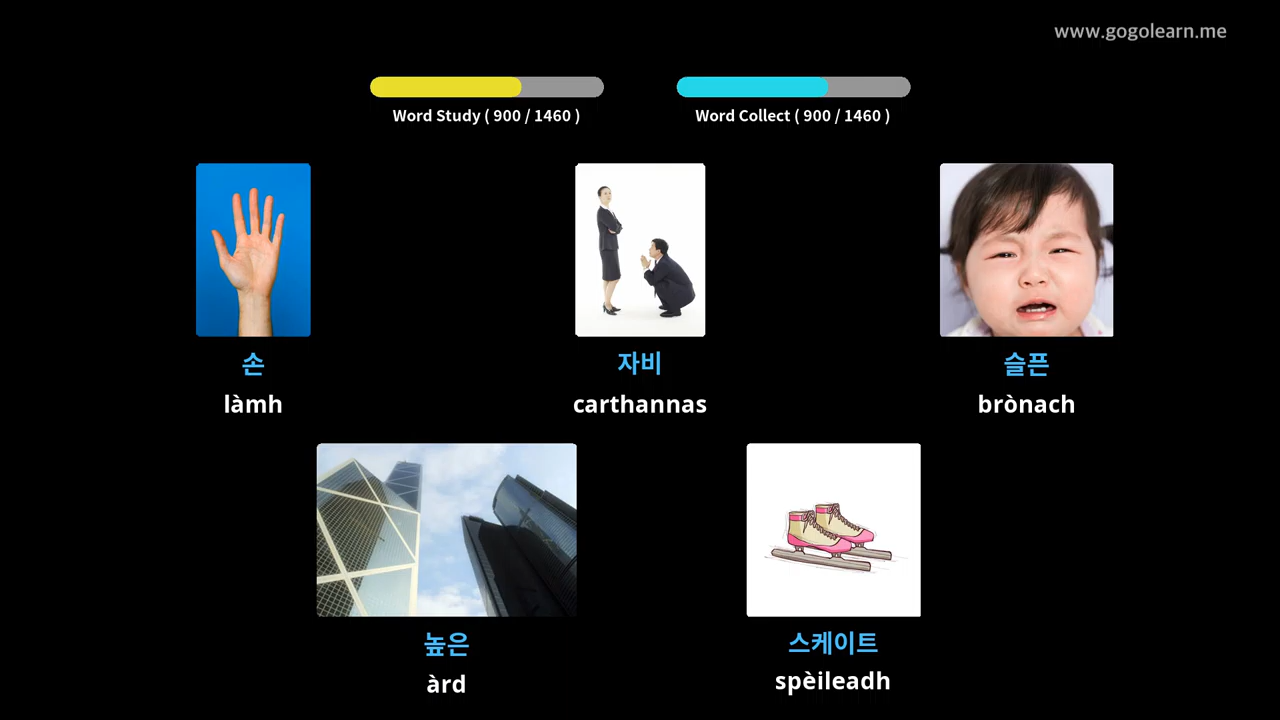 www.gogolearn.me
Word Study ( 900 / 1460 )
Word Collect ( 900 / 1460 )
손
làmh
자비
carthannas
슬픈
brònach
높은
àrd
스케이트
spèileadh